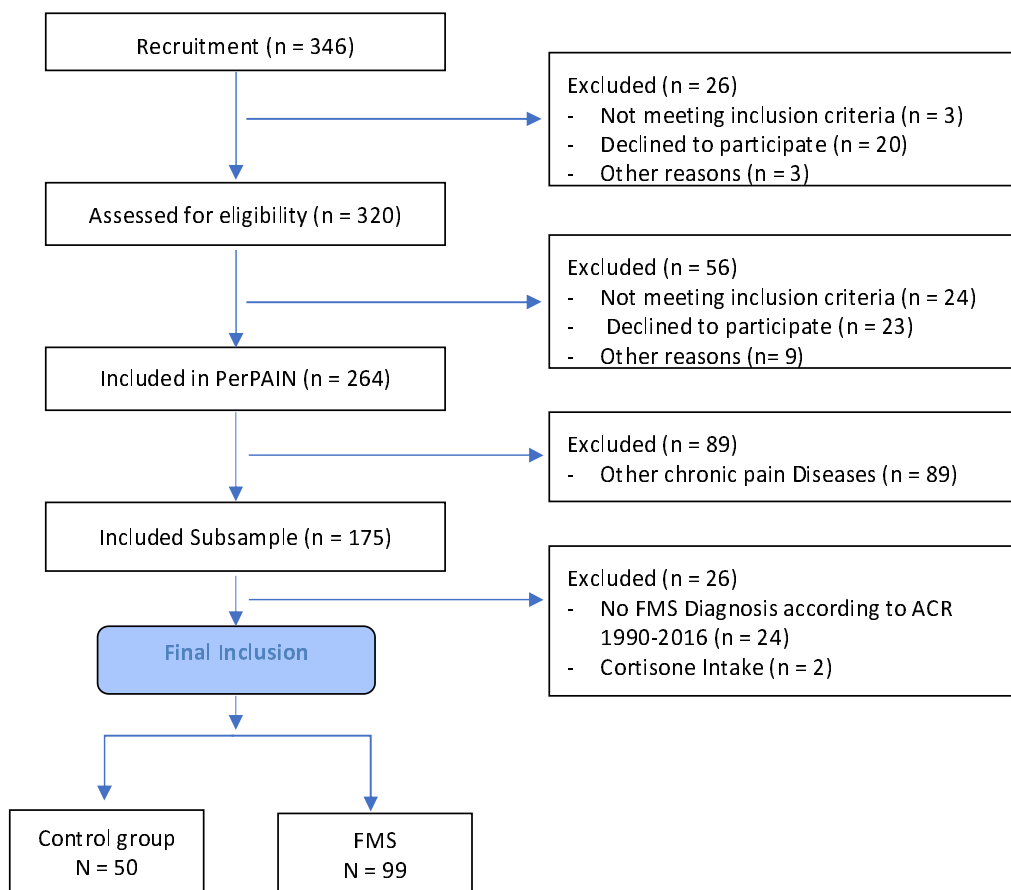 Recruitment (n = 346)
Excluded (n = 26)
- Not meeting inclusion criteria (n = 3)
- Declined to participate (n = 20)
- Other reasons (n = 3)
Assessed for eligibility (n = 320)
Excluded (n = 56)
- Not meeting inclusion criteria (n = 24)
- Declined to participate (n = 23)
- Other reasons (n= 9)
Included in PerPAIN (n = 264)
Excluded (n = 89)
- Other chronic pain Diseases (n = 89)
Included Subsample (n = 175)
Excluded (n = 26)
- No FMS Diagnosis according to ACR
1990-2016 (n = 24)
- Cortisone Intake (n = 2)
Final Inclusion
Control group
N = 50
FMS
N = 99